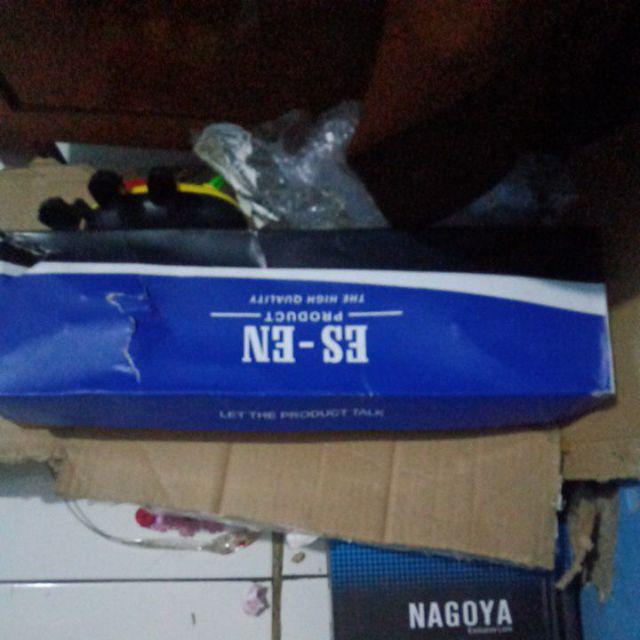 ES-EN
PRODUCT
THE HIGH QUALITY
LET THE PRODUCT TALK
NAGOYA